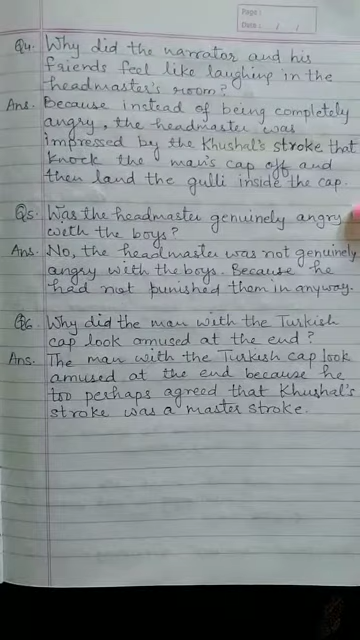 Page :
Date : / /
Q4. Why did the narrator and his
friends feel like laughing in the
headmaster's room?
Ans. Because instead of being completely
angry, the headmaster was
impressed by the Khushal's stroke that
knock the man's cap off and
then land the gulli inside the cap.
Q5. Was the headmaster genuinely angry
with the boys?
Ans. No, the headmaster was not genuinely
angry with the boys. Because he
had not punished them in anyway.
Q6. Why did the man with the Turkish
cap look amused at the end?
Ans. The man with the Turkish cap look
amused at the end because he
too perhaps agreed that Khushal's
stroke was a master stroke.